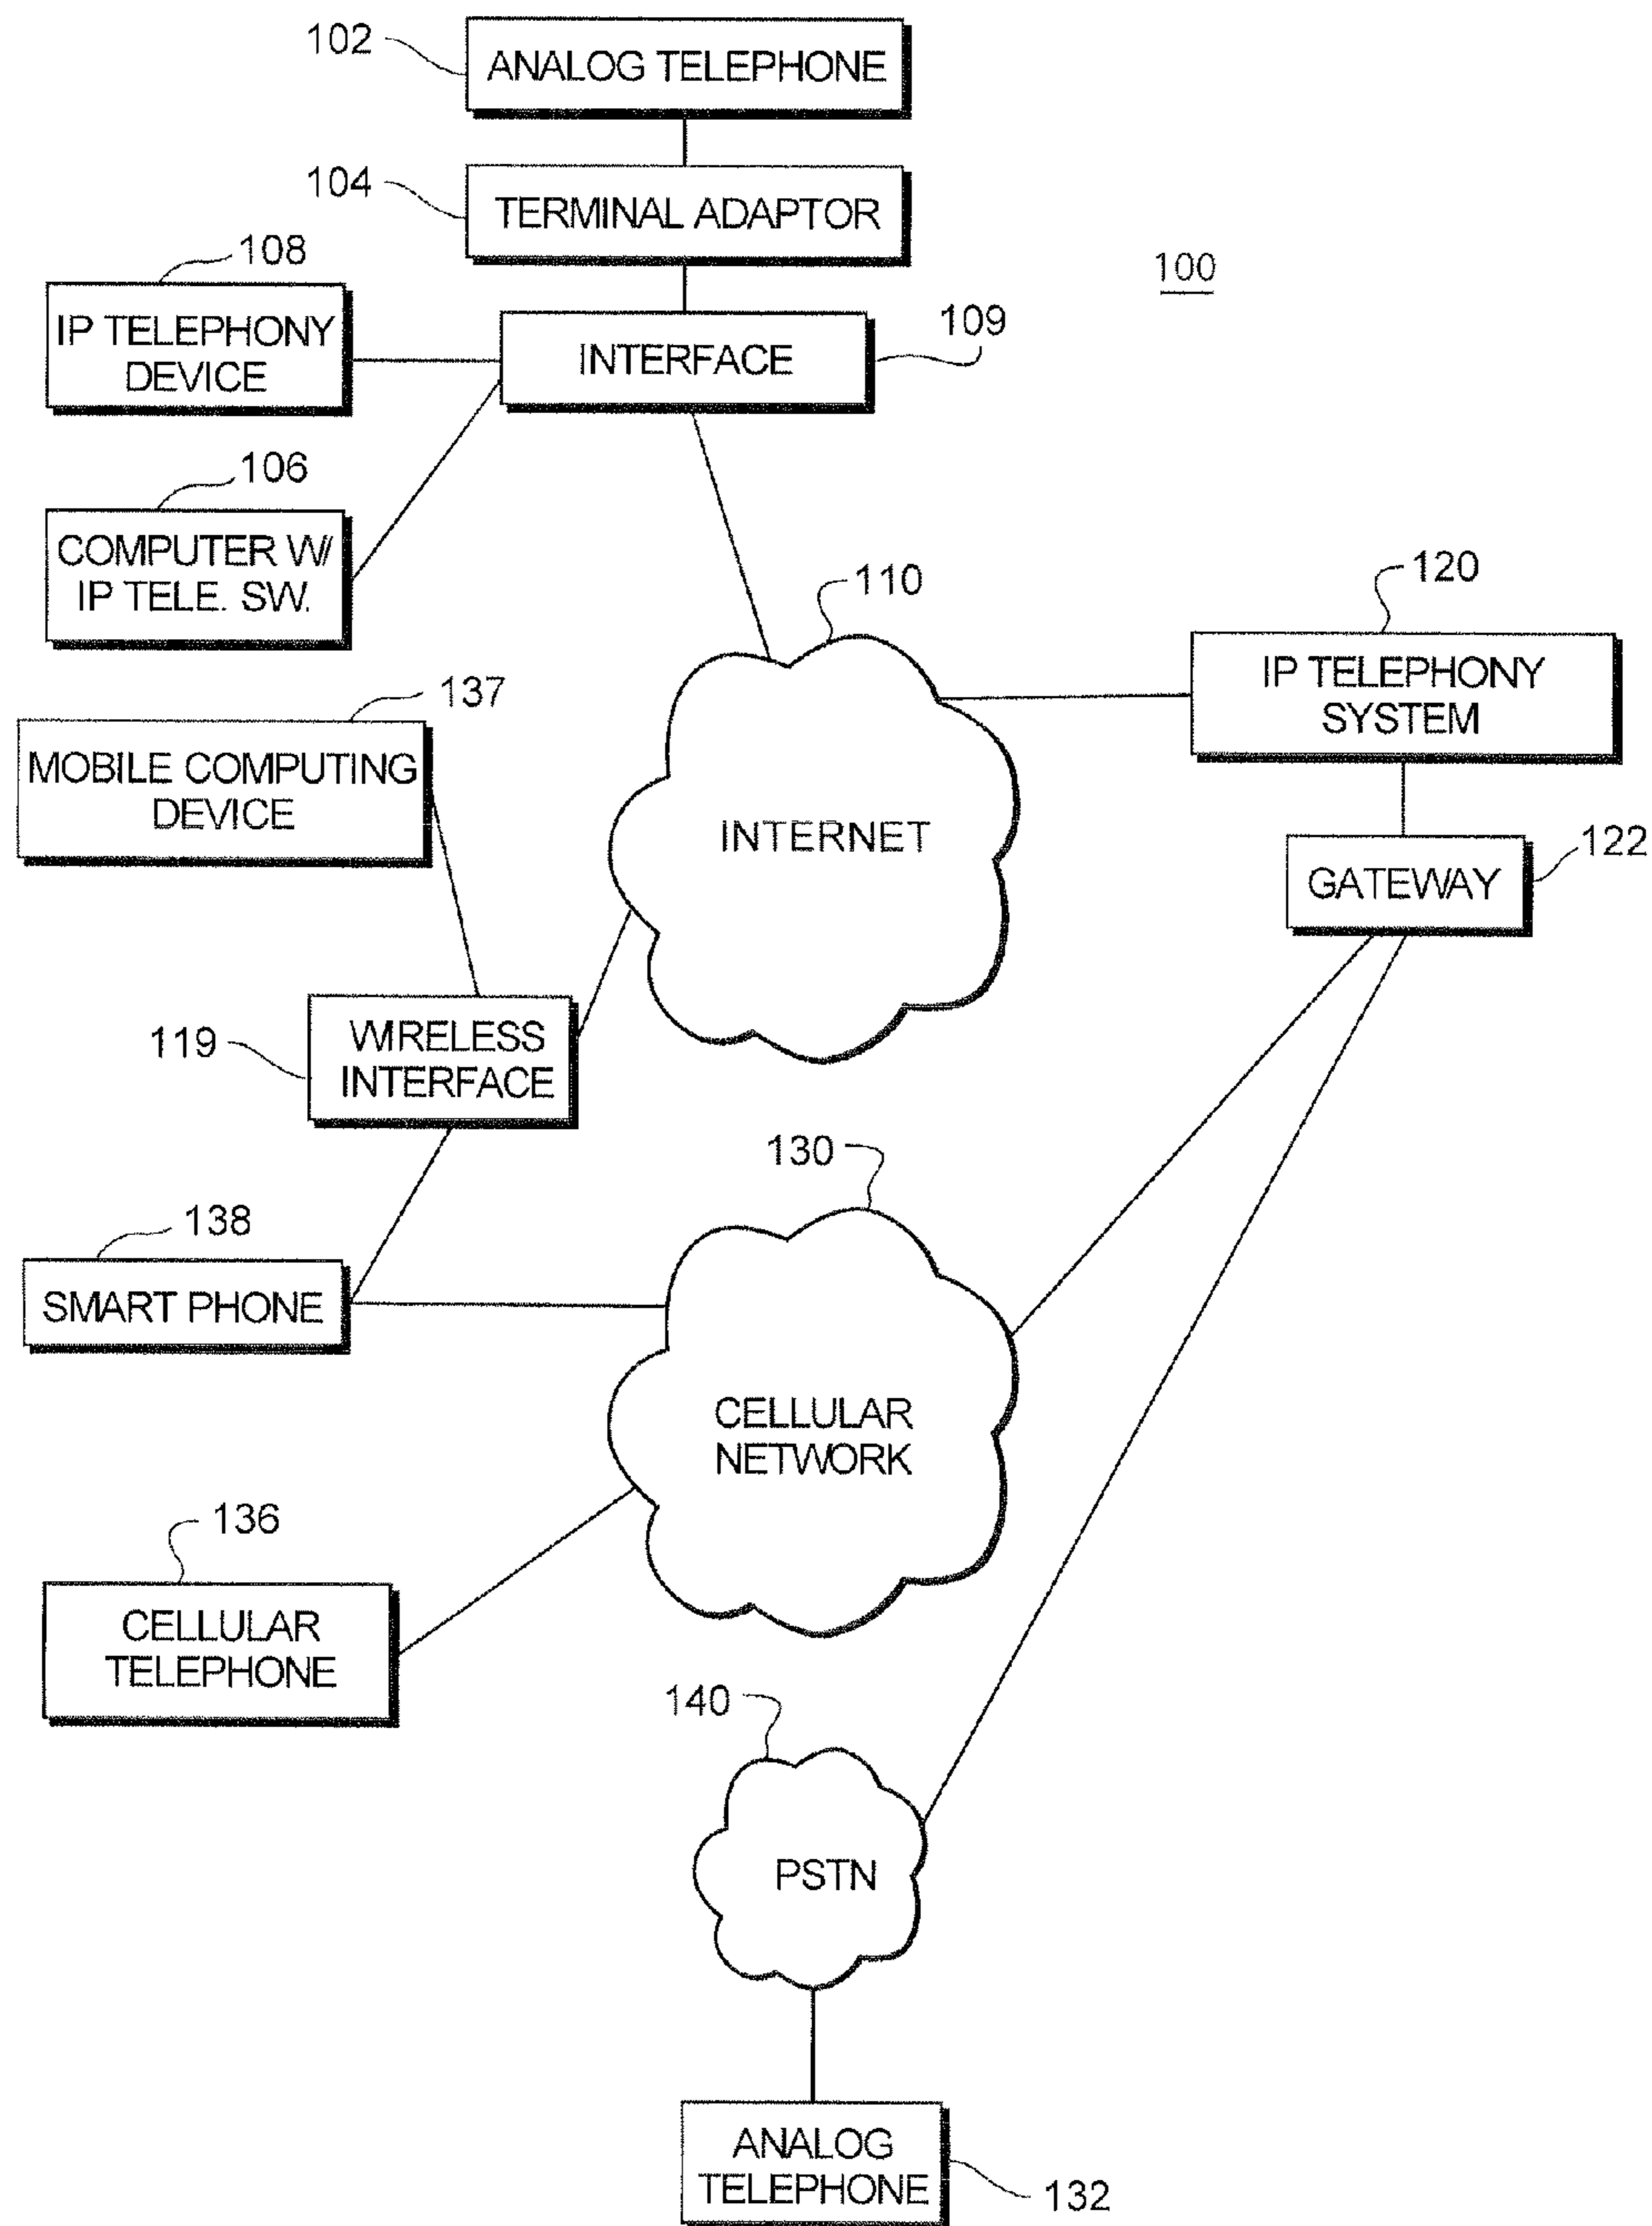 102
ANALOG TELEPHONE
104
TERMINAL ADAPTOR
108
100
IP TELEPHONY
DEVICE
INTERFACE
109
106
COMPUTER W/
IP TELE. SW.
110
120
IP TELEPHONY
SYSTEM
137
MOBILE COMPUTING
DEVICE
INTERNET
122
GATEWAY
119
WIRELESS
INTERFACE
130
138
SMART PHONE
CELLULAR
NETWORK
136
CELLULAR
TELEPHONE
140
PSTN
ANALOG
TELEPHONE
132